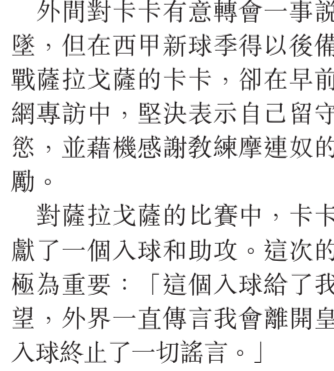 外間對卡卡有意轉會一事説
墜，但在西甲新球季得以後備
戰薩拉戈薩的卡卡，卻在早前
網專訪中，堅決表示自己留守
慾，並藉機感謝教練摩連奴的
勵。
對薩拉戈薩的比賽中，卡卡
獻了一個入球和助攻。這次的
極為重要：「這個入球給了我
望，外界一直傳言我會離開皇
入球終止了一切謠言。」